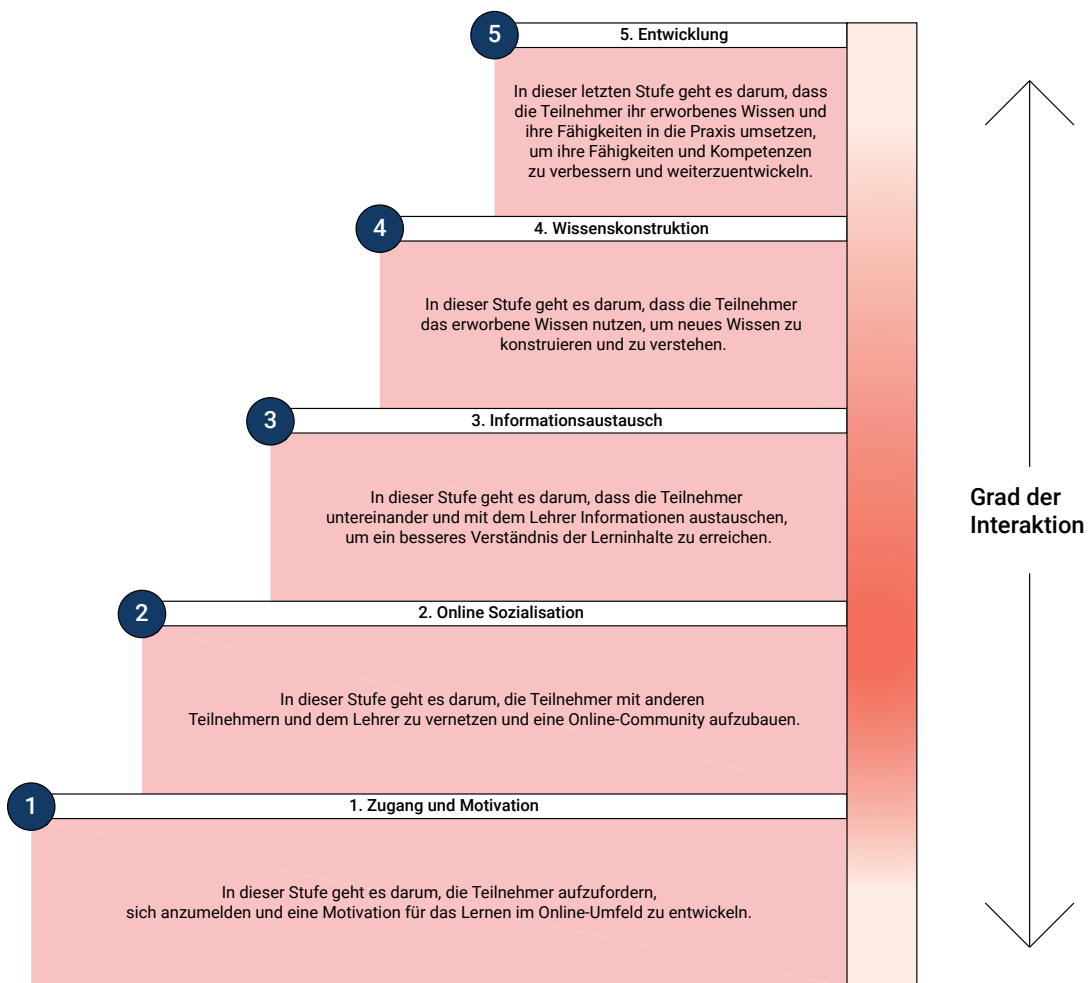 5
5. Entwicklung
In dieser letzten Stufe geht es darum, dass
die Teilnehmer ihr erworbenes Wissen und
ihre Fähigkeiten in die Praxis umsetzen,
um ihre Fähigkeiten und Kompetenzen
zu verbessern und weiterzuentwickeln.
4
4. Wissenskonstruktion
In dieser Stufe geht es darum, dass die Teilnehmer
das erworbene Wissen nutzen, um neues Wissen zu
konstruieren und zu verstehen.
3
3. Informationsaustausch
In dieser Stufe geht es darum, dass die Teilnehmer
untereinander und mit dem Lehrer Informationen austauschen,
um ein besseres Verständnis der Lerninhalte zu erreichen.
2
2. Online Sozialisation
In dieser Stufe geht es darum, die Teilnehmer mit anderen
Teilnehmern und dem Lehrer zu vernetzen und eine Online-Community aufzubauen.
1
1. Zugang und Motivation
In dieser Stufe geht es darum, die Teilnehmer aufzufordern,
sich anzumelden und eine Motivation für das Lernen im Online-Umfeld zu entwickeln.
Grad der
Interaktion